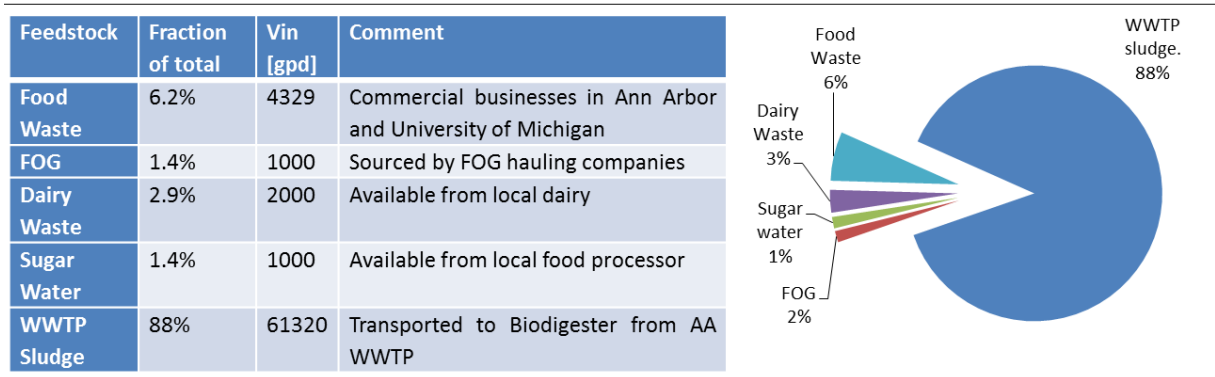 Feedstock Fraction of total Vin [gpd] Comment
Food Waste 6.2% 4329 Commercial businesses in Ann Arbor and University of Michigan
FOG 1.4% 1000 Sourced by FOG hauling companies
Dairy Waste 2.9% 2000 Available from local dairy
Sugar Water 1.4% 1000 Available from local food processor
WWTP Sludge 88% 61320 Transported to Biodigester from AA WWTP
Food
Waste
6%
Dairy
Waste
3%
Sugar
water
1%
FOG
2%
WWTP
sludge.
88%